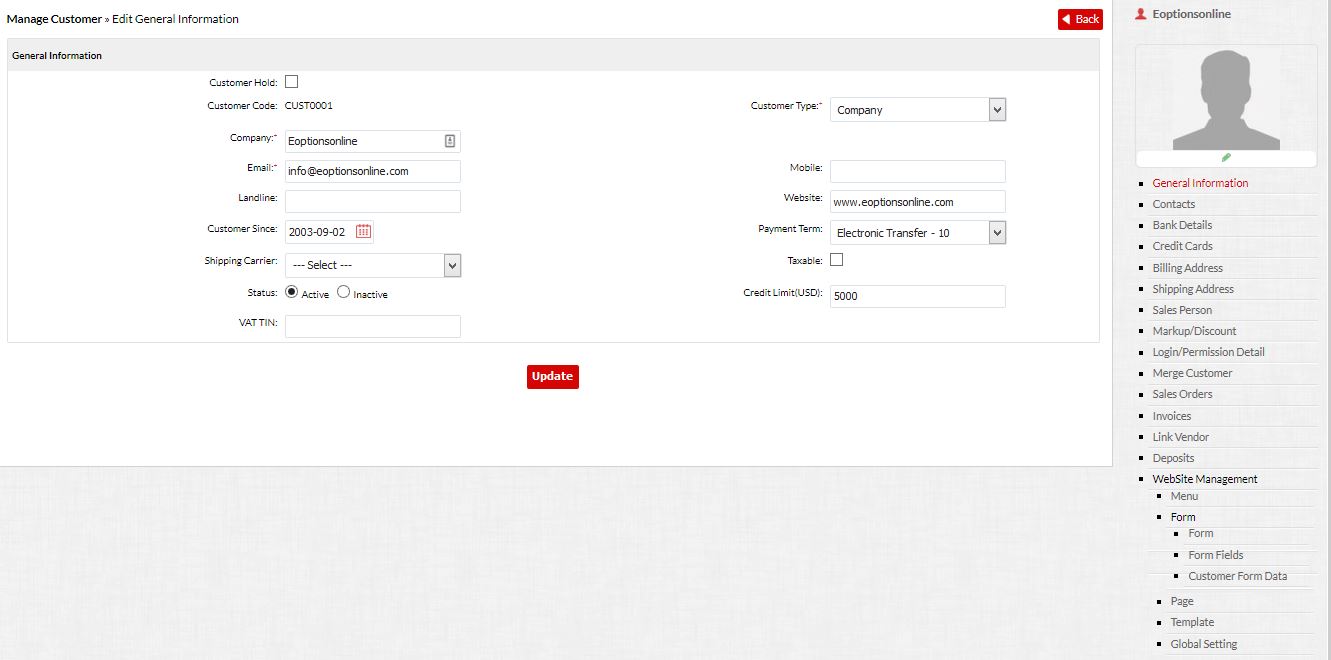 Manage Customer » Edit General Information
Back
General Information
Customer Hold:
Customer Code: CUST0001
Customer Type:* Company
Company:* Eoptionsonline
Email:* info@eoptionsonline.com
Mobile:
Landline:
Website: www.eoptionsonline.com
Customer Since: 2003-09-02
Payment Term: Electronic Transfer - 10
Shipping Carrier: --- Select ---
Taxable:
Status: Active Inactive
Credit Limit(USD): 5000
VAT TIN:
Update
Eoptionsonline
General Information
Contacts
Bank Details
Credit Cards
Billing Address
Shipping Address
Sales Person
Markup/Discount
Login/Permission Detail
Merge Customer
Sales Orders
Invoices
Link Vendor
Deposits
WebSite Management
Menu
Form
Form
Form Fields
Customer Form Data
Page
Template
Global Setting